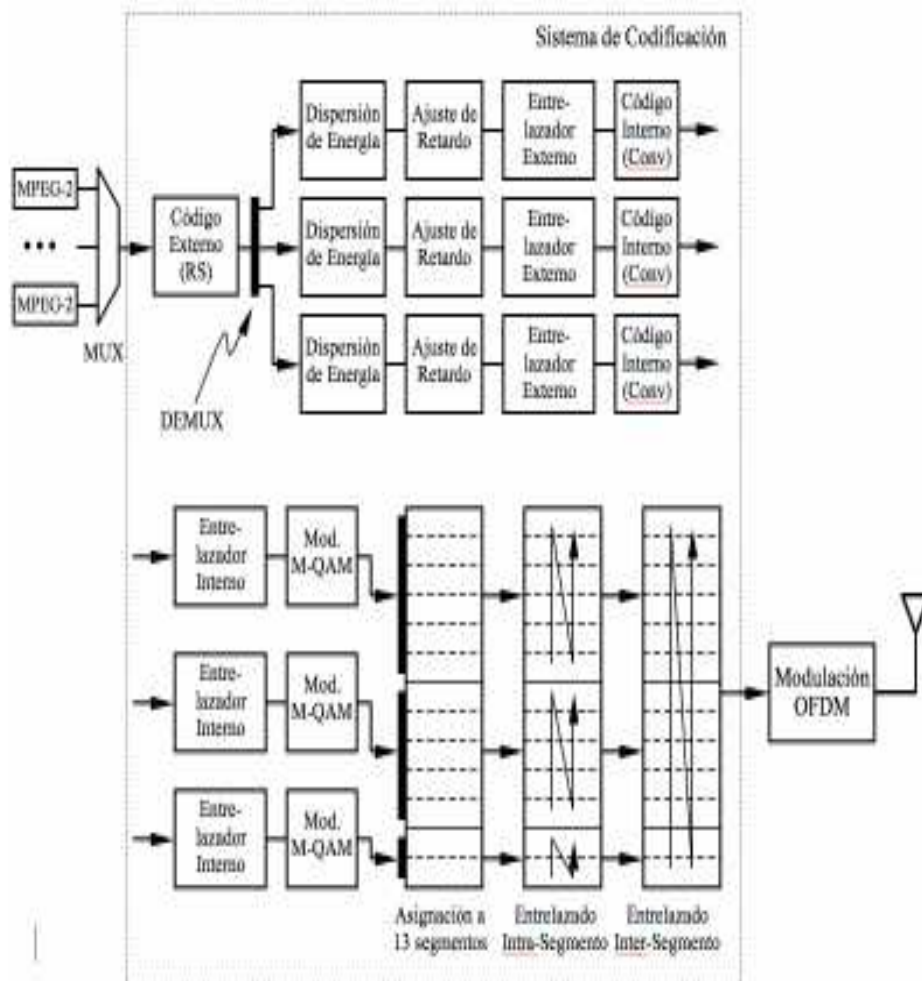 Sistema de Codificación
MPEG-2
MPEG-2
MUX
Código
Externo
(RS)
DEMUX
Dispersión
de Energía
Ajuste de
Retardo
Entre-
lazador
Externo
Código
Interno
(Conv)
Dispersión
de Energía
Ajuste de
Retardo
Entre-
lazador
Externo
Código
Interno
(Conv)
Dispersión
de Energía
Ajuste de
Retardo
Entre-
lazador
Externo
Código
Interno
(Conv)
Entre-
lazador
Interno
Mod.
M-QAM
Entre-
lazador
Interno
Mod.
M-QAM
Entre-
lazador
Interno
Mod.
M-QAM
Modulación
OFDM
Asignación a
13 segmentos
Entrelazado
Intra-Segmento
Entrelazado
Inter-Segmento